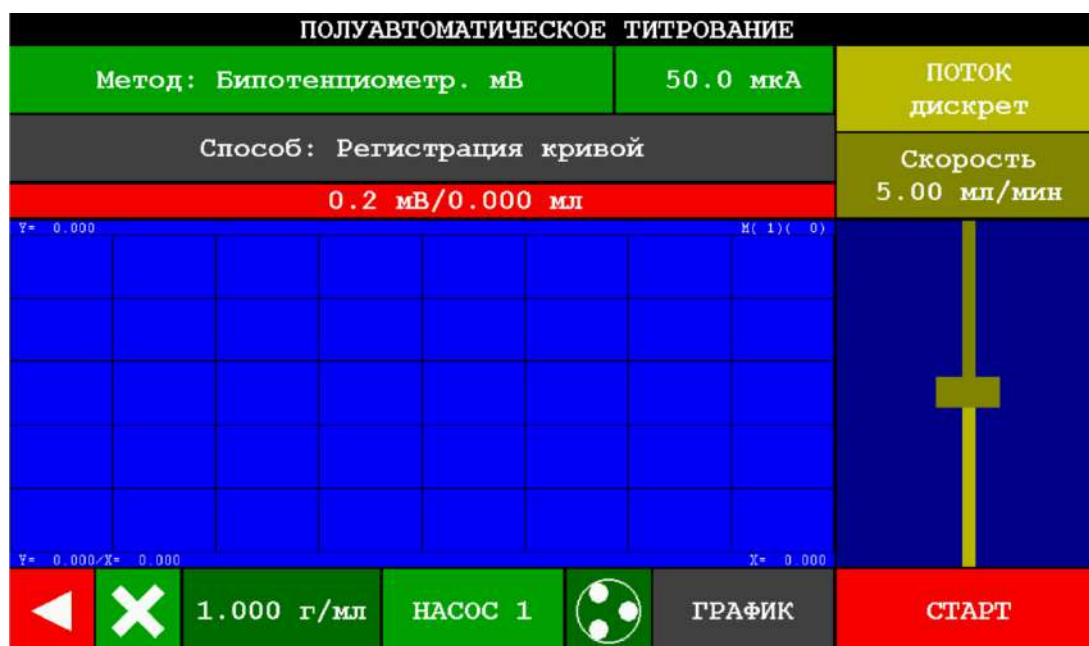 ПОЛУАВТОМАТИЧЕСКОЕ ТИТРОВАНИЕ
Метод: Бипотенциометр. мВ
50.0 мкА
ПОТОК
дискрет
Способ: Регистрация кривой
Скорость
5.00 мл/мин
0.2 мВ/0.000 мл
Y= 0.000
M( 1)( 0)
Y= 0.000/X= 0.000
X= 0.000
1.000 г/мл
НАСОС 1
ГРАФИК
СТАРТ